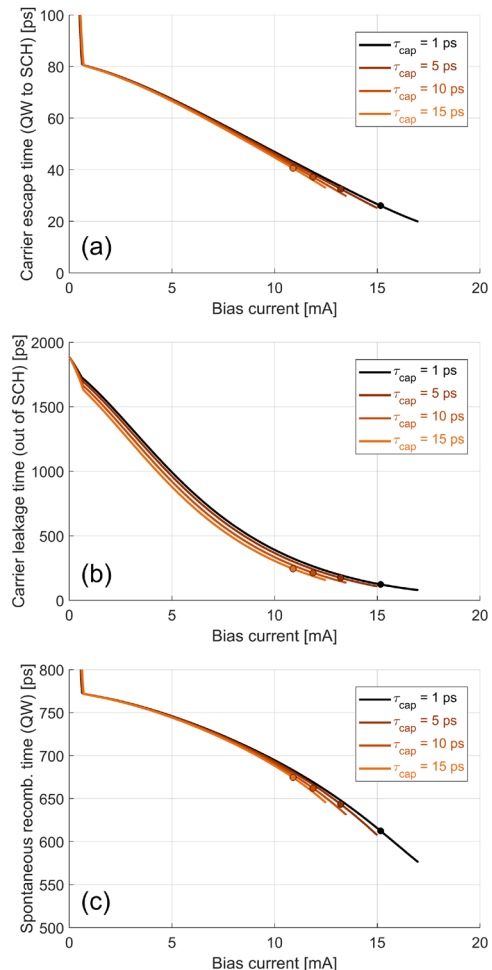 Carrier escape time (QW to SCH) [ps]
100
80
60
40
20
0
τcap = 1 ps
τcap = 5 ps
τcap = 10 ps
τcap = 15 ps
(a)
0 5 10 15 20
Bias current [mA]
Carrier leakage time (out of SCH) [ps]
2000
1500
1000
500
0
τcap = 1 ps
τcap = 5 ps
τcap = 10 ps
τcap = 15 ps
(b)
0 5 10 15 20
Bias current [mA]
Spontaneous recomb. time (QW) [ps]
800
750
700
650
600
550
500
τcap = 1 ps
τcap = 5 ps
τcap = 10 ps
τcap = 15 ps
(c)
0 5 10 15 20
Bias current [mA]